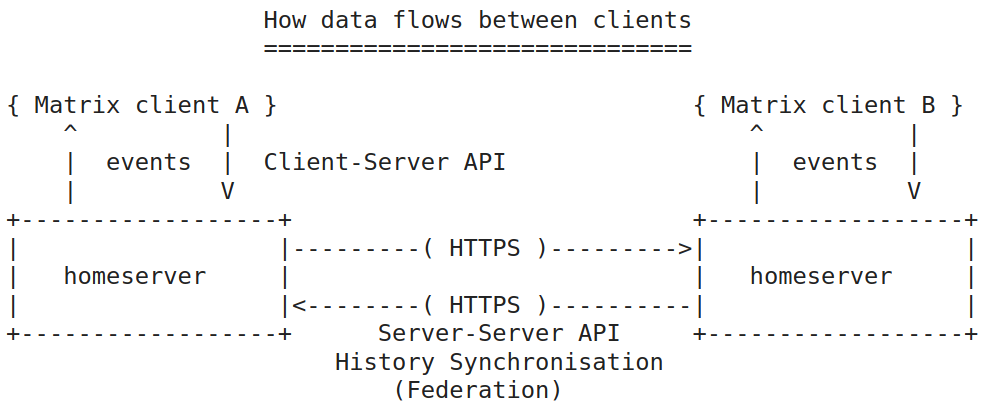 How data flows between clients
                  ==============================

{ Matrix client A }                             { Matrix client B }
    ^          |                                    ^          |
    |  events  |  Client-Server API                 |  events  |
    |          V                                    |          V
+------------------+                            +------------------+
|                  |---------( HTTPS )--------->|                  |
|   homeserver     |                            |   homeserver     |
|                  |<--------( HTTPS )----------|                  |
+------------------+      Server-Server API     +------------------+
                       History Synchronisation
                           (Federation)